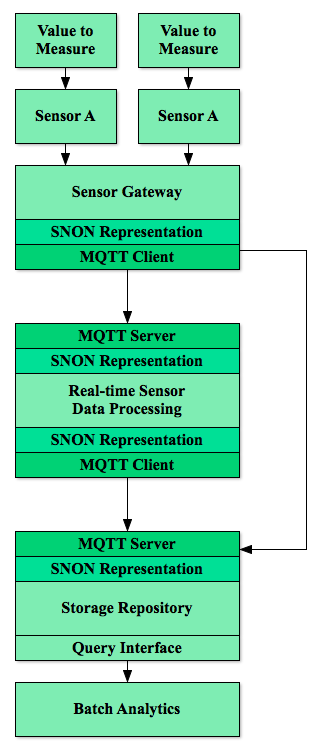 Value to
Measure
Value to
Measure
Sensor A
Sensor A
Sensor Gateway
SNON Representation
MQTT Client
MQTT Server
SNON Representation
Real-time Sensor
Data Processing
SNON Representation
MQTT Client
MQTT Server
SNON Representation
Storage Repository
Query Interface
Batch Analytics